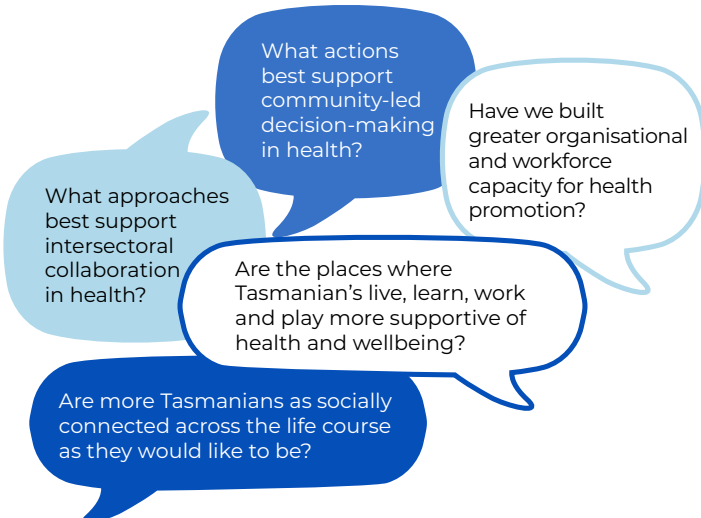 What actions
best support
community-led
decision-making
in health?
Have we built
greater organisational
and workforce
capacity for health
promotion?
What approaches
best support
intersectoral
collaboration
in health?
Are the places where
Tasmanian's live, learn, work
and play more supportive of
health and wellbeing?
Are more Tasmanians as socially
connected across the life course
as they would like to be?